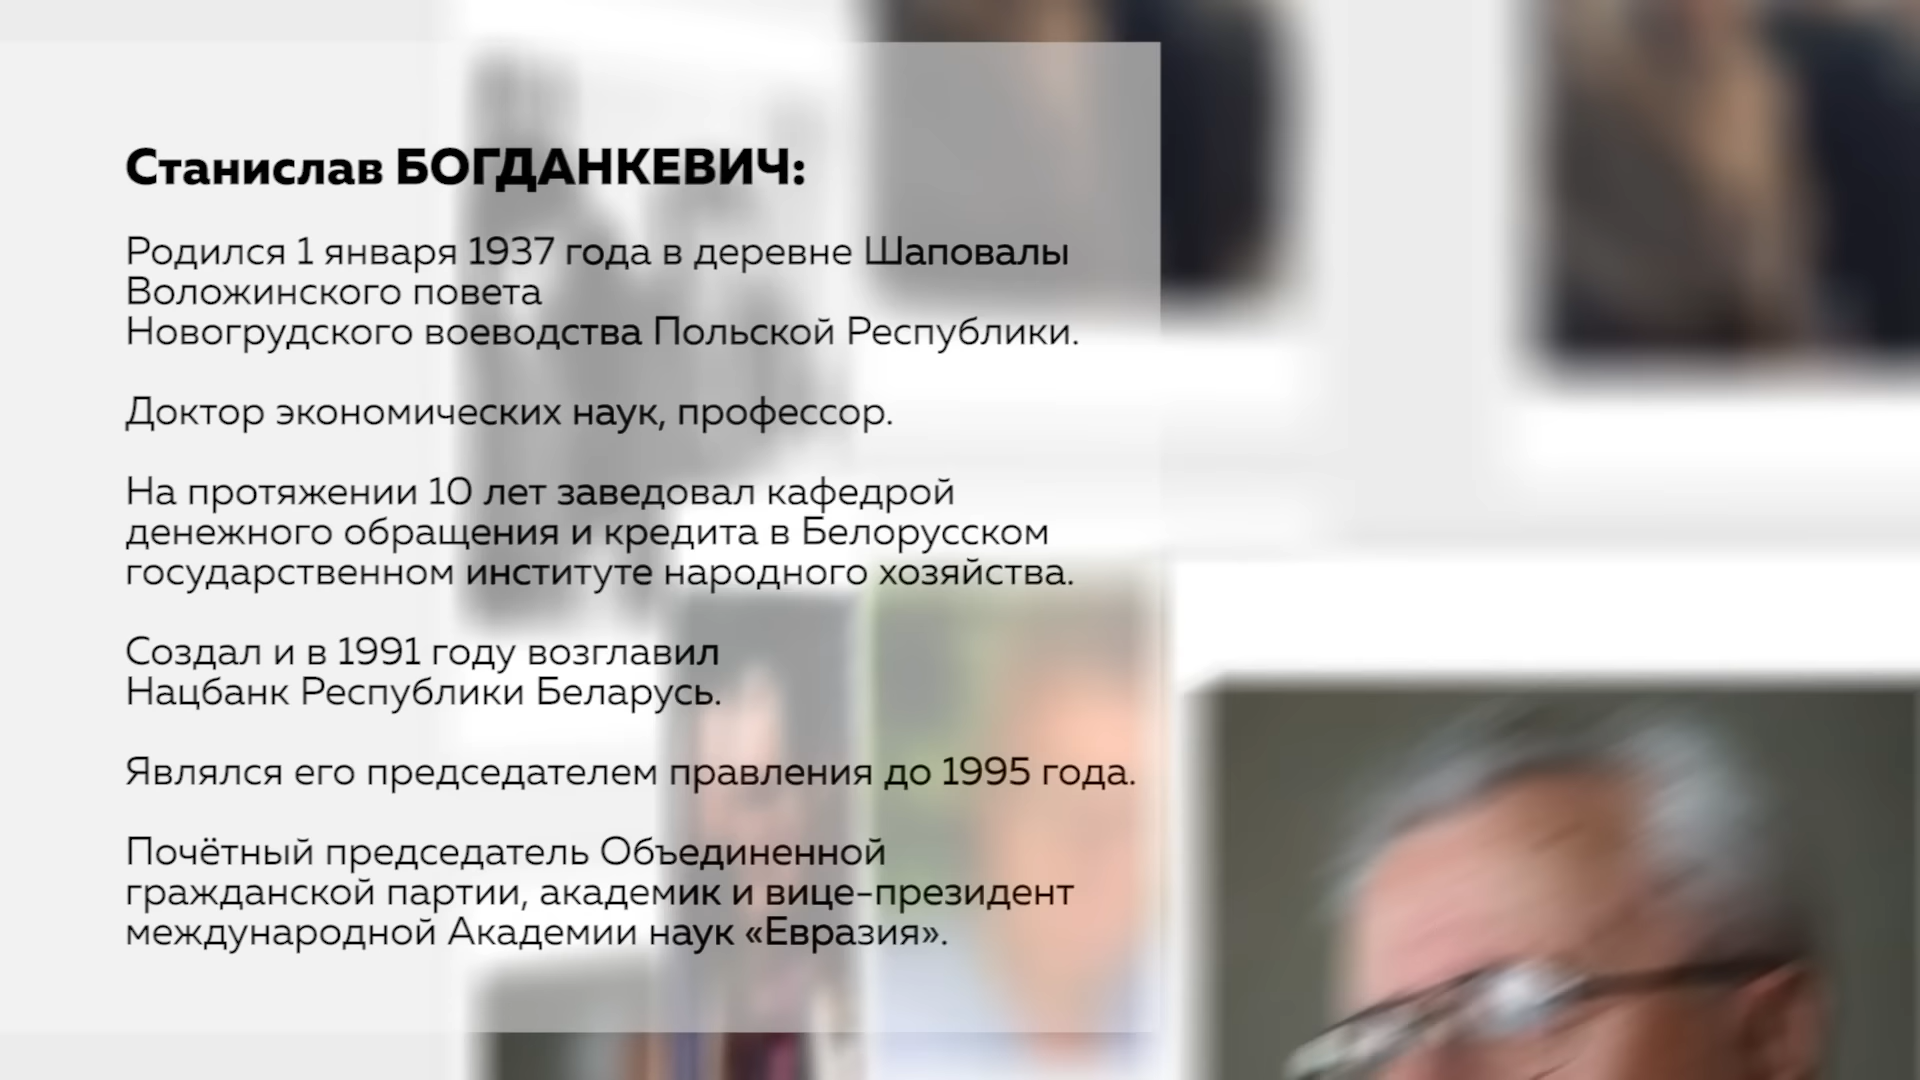 Станислав БОГДАНКЕВИЧ:
Родился 1 января 1937 года в деревне Шаповалы
Воложинского повета
Новогрудского воеводства Польской Республики.
Доктор экономических наук, профессор.
На протяжении 10 лет заведовал кафедрой
денежного обращения и кредита в Белорусском
государственном институте народного хозяйства.
Создал и в 1991 году возглавил
Нацбанк Республики Беларусь.
Являлся его председателем правления до 1995 года.
Почётный председатель Объединенной
гражданской партии, академик и вице-президент
международной Академии наук «Евразия».